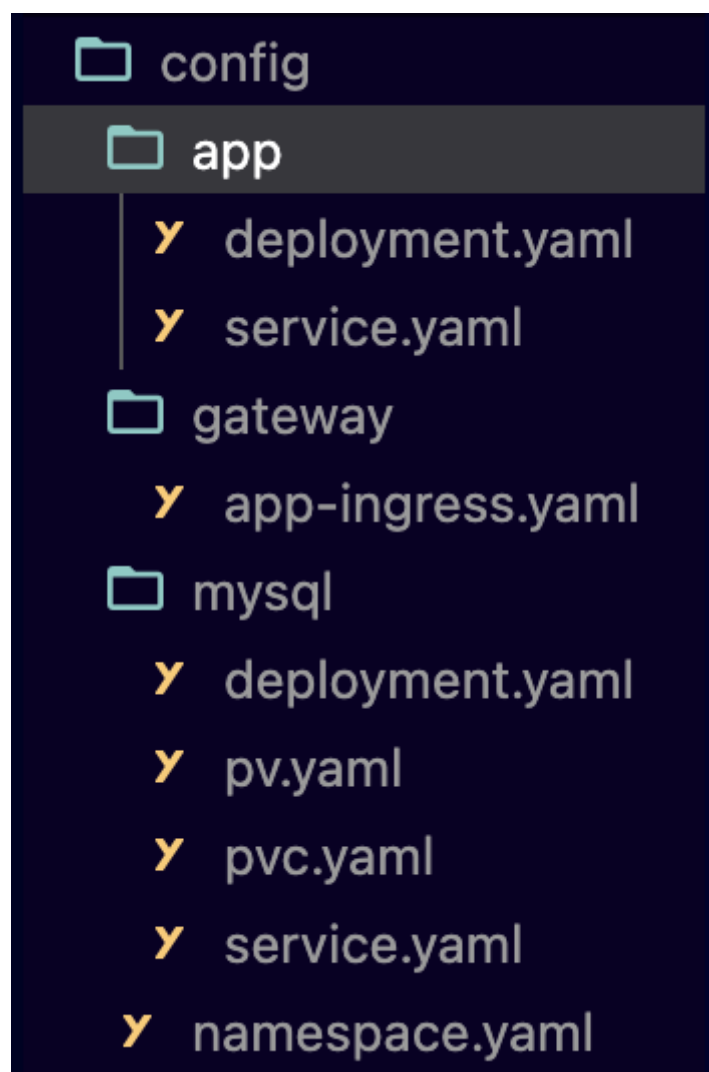 config
app
deployment.yaml
service.yaml
gateway
app-ingress.yaml
mysql
deployment.yaml
pv.yaml
pvc.yaml
service.yaml
namespace.yaml